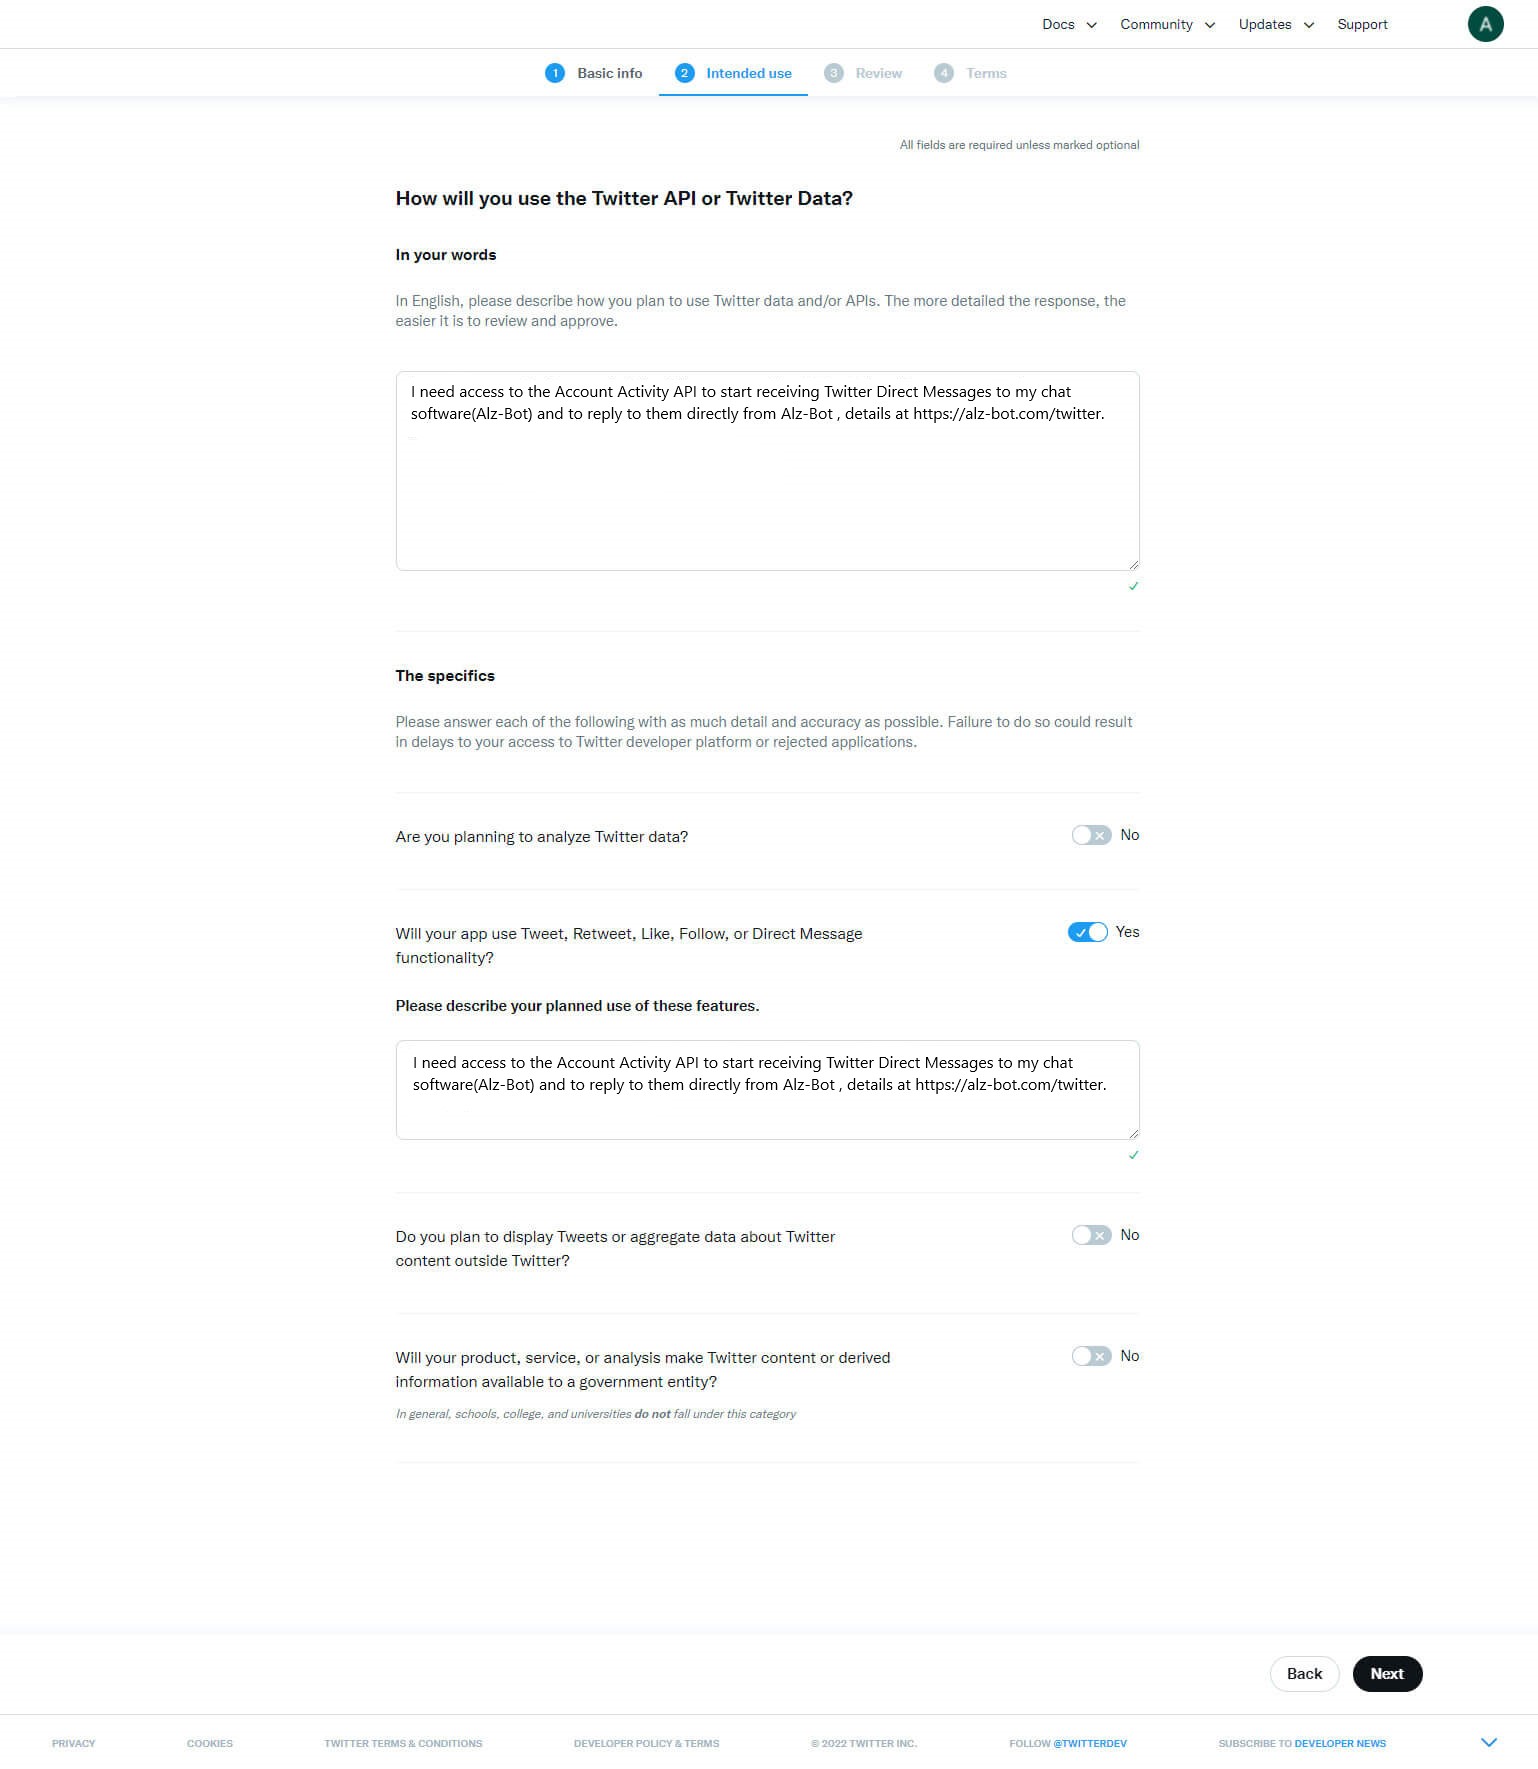 Docs Community Updates Support A
1 Basic info 2 Intended use 3 Review 4 Terms
All fields are required unless marked optional
How will you use the Twitter API or Twitter Data?
In your words
In English, please describe how you plan to use Twitter data and/or APIs. The more detailed the response, the
easier it is to review and approve.
I need access to the Account Activity API to start receiving Twitter Direct Messages to my chat
software(Alz-Bot) and to reply to them directly from Alz-Bot , details at https://alz-bot.com/twitter.
The specifics
Please answer each of the following with as much detail and accuracy as possible. Failure to do so could result
in delays to your access to Twitter developer platform or rejected applications.
Are you planning to analyze Twitter data? No
Will your app use Tweet, Retweet, Like, Follow, or Direct Message Yes
functionality?
Please describe your planned use of these features.
I need access to the Account Activity API to start receiving Twitter Direct Messages to my chat
software(Alz-Bot) and to reply to them directly from Alz-Bot , details at https://alz-bot.com/twitter.
Do you plan to display Tweets or aggregate data about Twitter No
content outside Twitter?
Will your product, service, or analysis make Twitter content or derived No
information available to a government entity?
In general, schools, college, and universities do not fall under this category
Back Next
PRIVACY COOKIES TWITTER TERMS & CONDITIONS DEVELOPER POLICY & TERMS © 2022 TWITTER INC. FOLLOW @TWITTERDEV SUBSCRIBE TO DEVELOPER NEWS